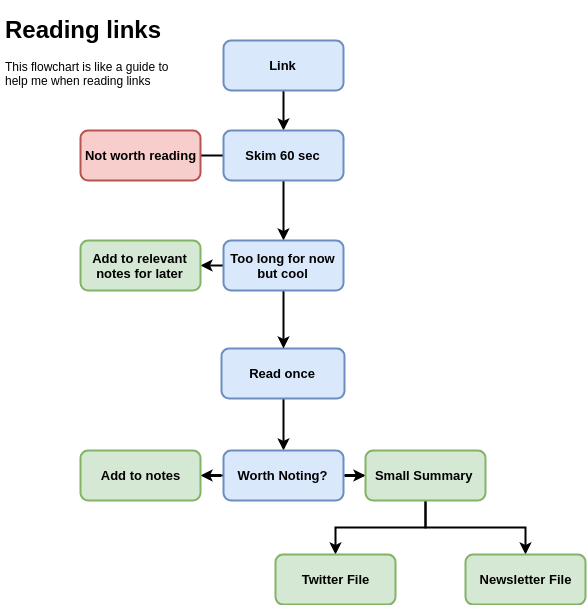 Reading links
This flowchart is like a guide to
help me when reading links
Link
Not worth reading
Skim 60 sec
Add to relevant
notes for later
Too long for now
but cool
Read once
Add to notes
Worth Noting?
Small Summary
Twitter File
Newsletter File